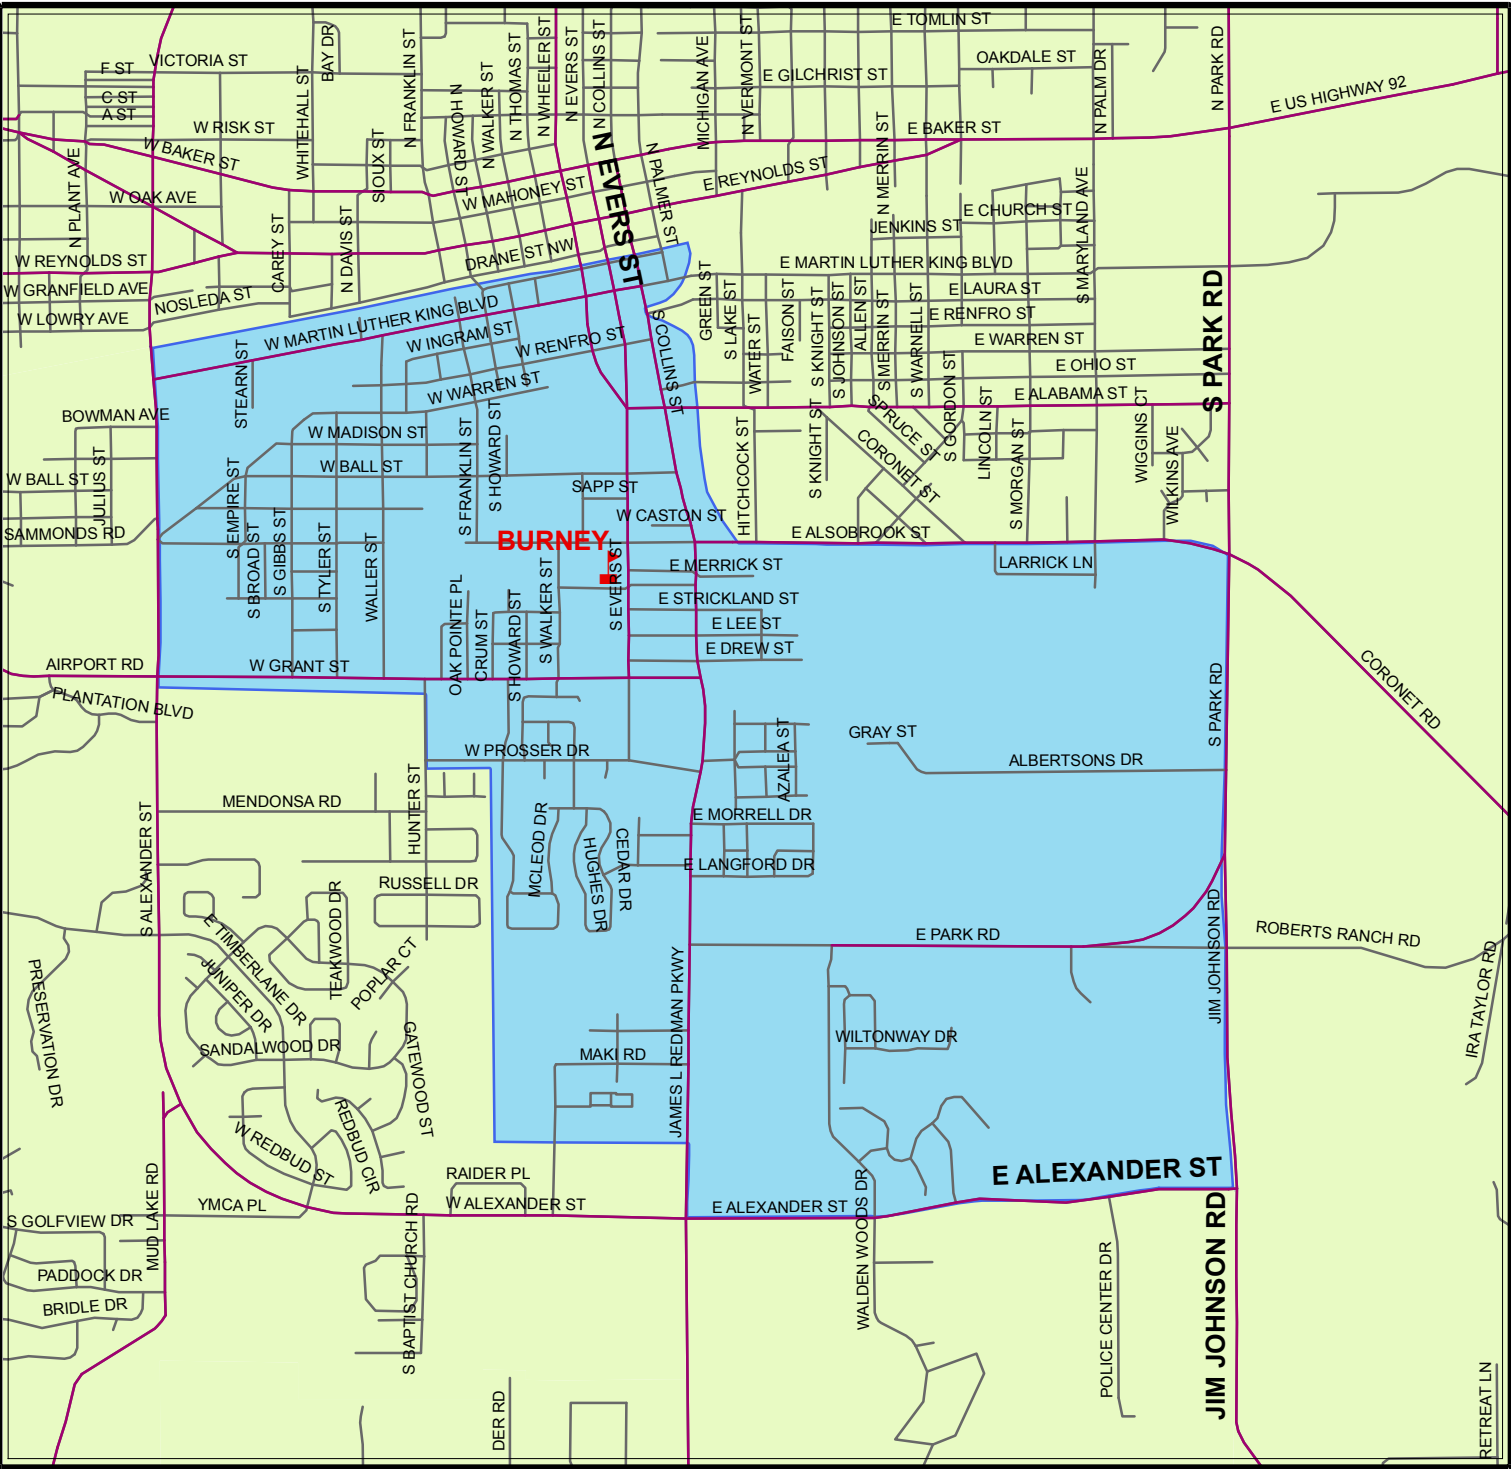 E TOMLIN ST
BAY DR
VICTORIA ST
F ST
C ST
A ST
N FRANKLIN ST
N THOMAS ST
N WHEELER ST
N EVERS ST
N COLLINS ST
MICHIGAN AVE
N VERMONT ST
E GILCHRIST ST
OAKDALE ST
N PALM DR
N PARK RD
E US HIGHWAY 92
WHITEHALL ST
N HOWARD ST
N WALKER ST
W RISK ST
W BAKER ST
E BAKER ST
SIOUX ST
N PLANT AVE
W OAK AVE
N EVERS ST
N PALMER ST
W MAHONEY ST
E REYNOLDS ST
N MERRIN ST
E CHURCH ST
JENKINS ST
S MARYLAND AVE
CAREY ST
N DAVIS ST
DRANE ST NW
W REYNOLDS ST
E MARTIN LUTHER KING BLVD
W GRANFIELD AVE
NOSLEDA ST
W LOWRY AVE
W MARTIN LUTHER KING BLVD
W INGRAM ST
W RENFRO ST
W WARREN ST
S COLLINS ST
GREEN ST
S LAKE ST
WATER ST
FAISON ST
S KNIGHT ST
JOHNSON ST
ALLEN ST
S MERRIN ST
S WARNELL ST
S GORDON ST
E LAURA ST
E RENFRO ST
E WARREN ST
E OHIO ST
E ALABAMA ST
S PARK RD
STEARN ST
BOWMAN AVE
W MADISON ST
W BALL ST
W BALL ST
JULIUS ST
SAMMONDS RD
S EMPIRE ST
S BROAD ST
S GIBBS ST
S TYLER ST
WALLER ST
S FRANKLIN ST
S HOWARD ST
SAPP ST
W CASTON ST
BURNEY
HITCHCOCK ST
S KNIGHT ST
SPRUCE ST
CORONET ST
LINCOLN ST
S MORGAN ST
WIGGINS CT
WILKINS AVE
E ALSOBROOK ST
LARRICK LN
E MERRICK ST
E STRICKLAND ST
E LEE ST
E DREW ST
S EVERS ST
S WALKER ST
S HOWARD ST
CRUM ST
OAK POINTE PL
AIRPORT RD
W GRANT ST
PLANTATION BLVD
W PROSSER DR
AZALEA ST
GRAY ST
ALBERTSONS DR
S PARK RD
CORONET RD
MENDONSA RD
HUNTER ST
MCLEOD DR
HUGHES DR
CEDAR DR
E MORRELL DR
E LANGFORD DR
S ALEXANDER ST
RUSSELL DR
E TIMBERLANE DR
TEAKWOOD DR
JUNIPER DR
POPLAR CT
SANDALWOOD DR
GATEWOOD ST
PRESERVATION DR
E PARK RD
JIM JOHNSON RD
ROBERTS RANCH RD
IRA TAYLOR RD
JAMES L REDMAN PKWY
MAKI RD
WILTONWAY DR
W REDBUD ST
REDBUD CIR
MUD LAKE RD
YMCA PL
RAIDER PL
W ALEXANDER ST
E ALEXANDER ST
E ALEXANDER ST
WALDEN WOODS DR
S GOLFVIEW DR
PADDOCK DR
BRIDLE DR
S BAPTIST CHURCH RD
POLICE CENTER DR
JIM JOHNSON RD
DER RD
RETREAT LN